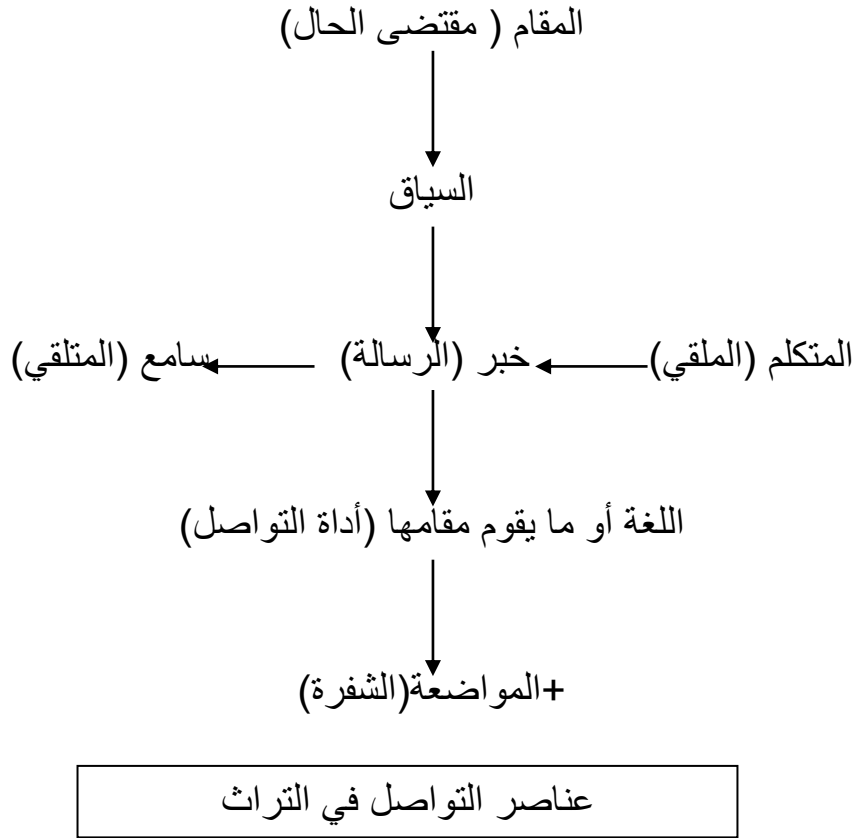 المقام ( مقتضى الحال)
السياق
المتكلم (الملقي) خبر (الرسالة) سامع (المتلقي)
اللغة أو ما يقوم مقامها (أداة التواصل)
+المواضعة(الشفرة)
عناصر التواصل في التراث